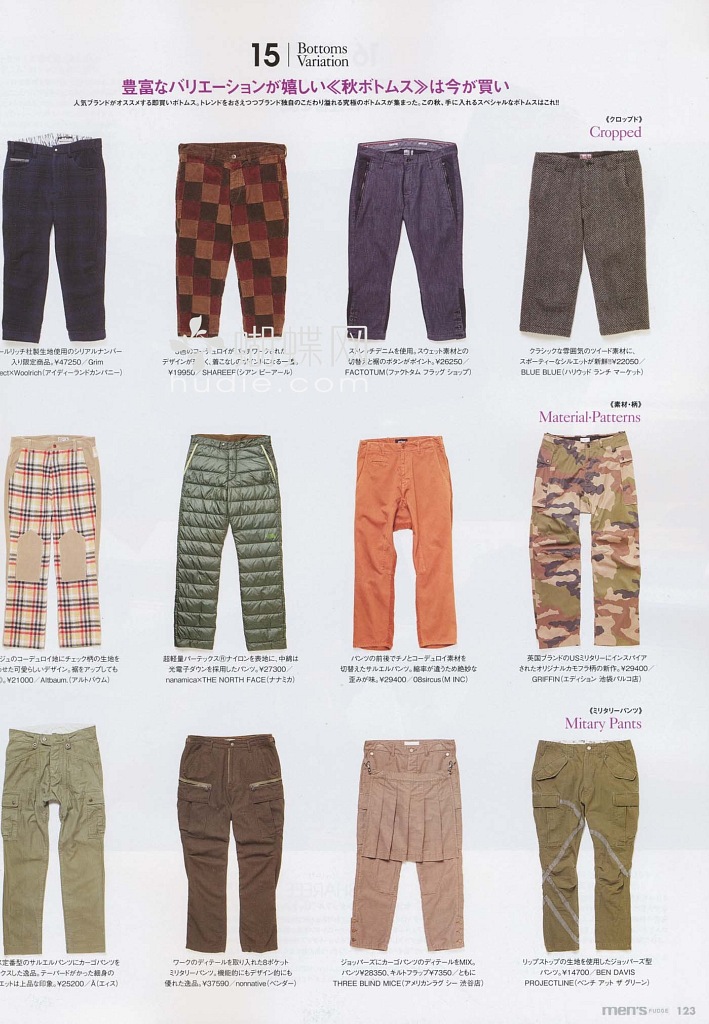 15 Bottoms
Variation
豊富なバリエーションが嬉しい≪秋ボトムス≫は今が買い
人気ブランドがオススメする即買いボトムス。トレンドをおさえつつブランド独自のこだわり溢れる究極のボトムスが集まった。この秋、手に入れるスペシャルなボトムスはこれ!!
《クロップド》
Cropped
ールリッチ社製生地使用のシリアルナンバー
入り限定商品。¥47250／Grim
ect×Woolrich（アイディーランドカンパニー）
デザインが
¥19950／SHAREEF（シアン ピーアール）
ストレッチデニムを使用。スウェット素材との
切替えと裾のボタンがポイント。¥26250／
FACTOTUM（ファクトタム フラッグ ショップ）
クラシックな雰囲気のツイード素材に、
スポーティーなシルエットが新鮮!!¥22050／
BLUE BLUE（ハリウッド ランチ マーケット）
蝴蝶网
hudie.com
《素材・柄》
Material·Patterns
ジュのコーデュロイ地にチェック柄の生地を
わせた可愛らしいデザイン。裾をアップしても
。¥21000／Altbaum.（アルトバウム）
超軽量パーテックスⓇナイロンを表地に、中綿は
光電子ダウンを採用したパンツ。¥27300／
nanamica×THE NORTH FACE（ナナミカ）
パンツの前後でチノとコーデュロイ素材を
切替えたサルエルパンツ。縮率が違うため絶妙な
歪みが味。¥29400／08sircus（M INC）
英国ブランドのUSミリタリーにインスパイア
されたオリジナルカモフラ柄の新作。¥29400／
GRIFFIN（エディション 池袋パルコ店）
《ミリタリーパンツ》
Mitary Pants
定番型のサルエルパンツにカーゴパンツを
クスした逸品。テーパードがかった細身の
エットは上品な印象。¥25200／A（エィス）
ワークのディテールを取り入れた8ポケット
ミリタリーパンツ。機能的にもデザイン的にも
優れた逸品。¥37590／nonnative（ベンダー）
ジョッパーズにカーゴパンツのディテールをMIX。
パンツ¥28350、キルトフラップ¥7350／ともに
THREE BLIND MICE（アメリカンラグ シー 渋谷店）
リップストップの生地を使用したジョッパーズ型
パンツ。¥14700／BEN DAVIS
PROJECTLINE（ベンチ アット ザ グリーン）
men's FUDGE 123